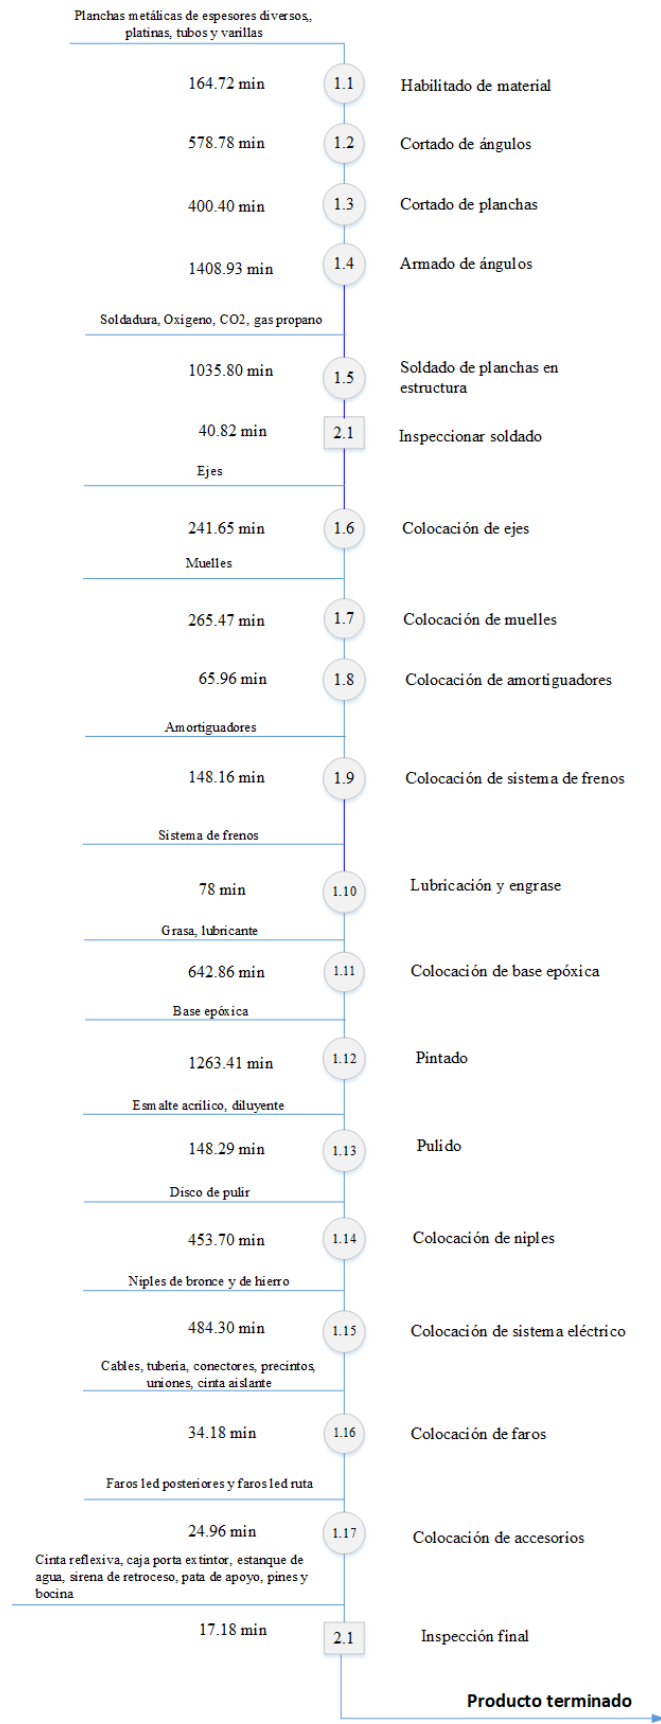 Planchas metálicas de espesores diversos,,
platinas, tubos y varillas
164.72 min
1.1
Habilitado de material
578.78 min
1.2
Cortado de ángulos
400.40 min
1.3
Cortado de planchas
1408.93 min
1.4
Armado de ángulos
Soldadura, Oxigeno, CO2, gas propano
1035.80 min
1.5
Soldado de planchas en
estructura
40.82 min
2.1
Inspeccionar soldado
Ejes
241.65 min
1.6
Colocación de ejes
Muelles
265.47 min
1.7
Colocación de muelles
65.96 min
1.8
Colocación de amortiguadores
Amortiguadores
148.16 min
1.9
Colocación de sistema de frenos
Sistema de frenos
78 min
1.10
Lubricación y engrase
Grasa, lubricante
642.86 min
1.11
Colocación de base epóxica
Base epóxica
1263.41 min
1.12
Pintado
Esmalte acrílico, diluyente
148.29 min
1.13
Pulido
Disco de pulir
453.70 min
1.14
Colocación de niples
Niples de bronce y de hierro
484.30 min
1.15
Colocación de sistema eléctrico
Cables, tubería, conectores, precintos,
uniones, cinta aislante
34.18 min
1.16
Colocación de faros
Faros led posteriores y faros led ruta
24.96 min
1.17
Colocación de accesorios
Cinta reflexiva, caja porta extintor, estanque de
agua, sirena de retroceso, pata de apoyo, pines y
bocina
17.18 min
2.1
Inspección final
Producto terminado